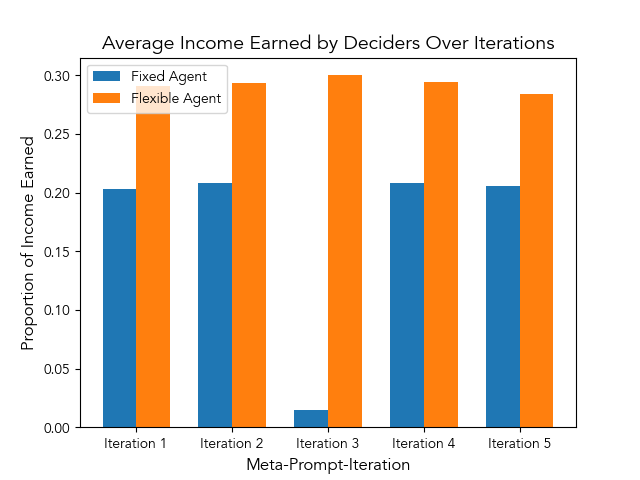 Average Income Earned by Deciders Over Iterations
Fixed Agent
Flexible Agent
Proportion of Income Earned
0.30
0.25
0.20
0.15
0.10
0.05
0.00
Iteration 1
Iteration 2
Iteration 3
Iteration 4
Iteration 5
Meta-Prompt-Iteration